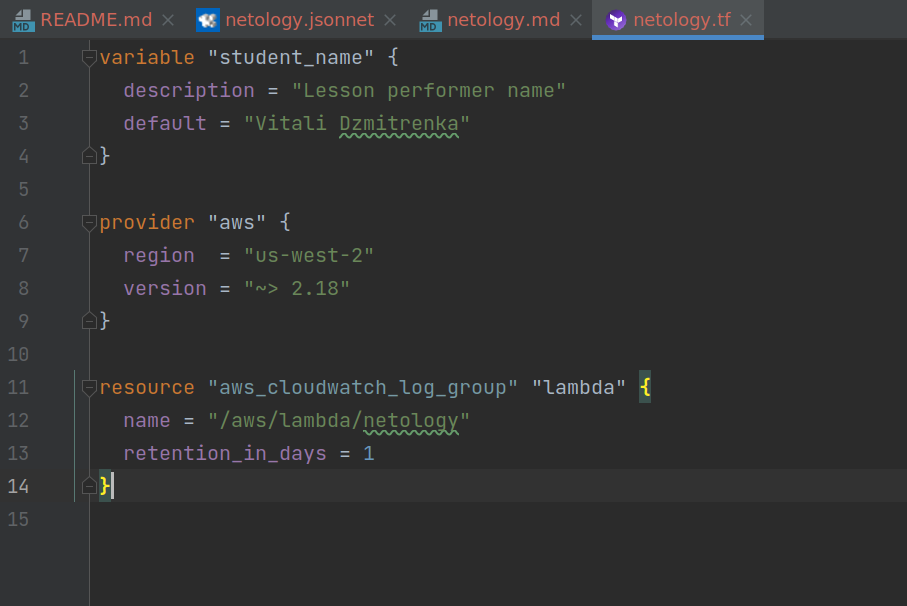 README.md netology.jsonnet netology.md netology.tf
1 variable "student_name" {
2   description = "Lesson performer name"
3   default = "Vitali Dzmitrenka"
4 }
5
6 provider "aws" {
7   region  = "us-west-2"
8   version = "~> 2.18"
9 }
10
11 resource "aws_cloudwatch_log_group" "lambda" {
12   name = "/aws/lambda/netology"
13   retention_in_days = 1
14 }
15